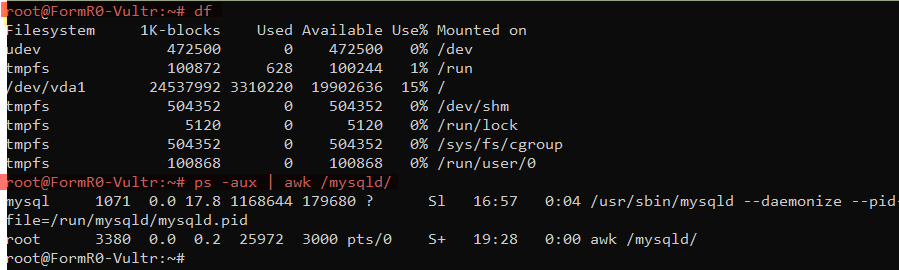 root@FormR0-Vultr:~# df
Filesystem     1K-blocks    Used Available Use% Mounted on
udev              472500       0    472500   0% /dev
tmpfs             100872     628    100244   1% /run
/dev/vda1       24537992 3310220  19902636  15% /
tmpfs             504352       0    504352   0% /dev/shm
tmpfs               5120       0      5120   0% /run/lock
tmpfs             504352       0    504352   0% /sys/fs/cgroup
tmpfs             100868       0    100868   0% /run/user/0
root@FormR0-Vultr:~# ps -aux | awk /mysqld/
mysql     1071  0.0 17.8 1168644 179680 ?      Sl   16:57   0:04 /usr/sbin/mysqld --daemonize --pid-
file=/run/mysqld/mysqld.pid
root      3380  0.0  0.2  25972  3000 pts/0    S+   19:28   0:00 awk /mysqld/
root@FormR0-Vultr:~#